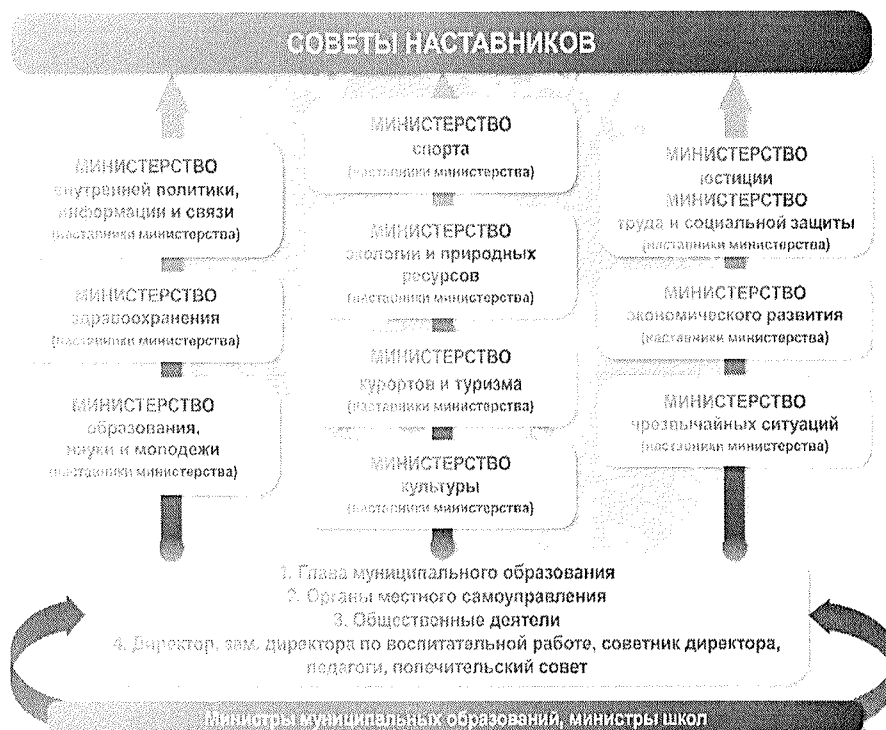 СОВЕТЫ НАСТАВНИКОВ
МИНИСТЕРСТВО
внутренней политики,
информации и связи
(наставники министерства)
МИНИСТЕРСТВО
здравоохранения
(наставники министерства)
МИНИСТЕРСТВО
образования,
науки и молодежи
(наставники министерства)
МИНИСТЕРСТВО
спорта
(наставники министерства)
МИНИСТЕРСТВО
экологии и природных
ресурсов
(наставники министерства)
МИНИСТЕРСТВО
курортов и туризма
(наставники министерства)
МИНИСТЕРСТВО
культуры
(наставники министерства)
МИНИСТЕРСТВО
юстиции
МИНИСТЕРСТВО
труда и социальной защиты
(наставники министерства)
МИНИСТЕРСТВО
экономического развития
(наставники министерства)
МИНИСТЕРСТВО
чрезвычайных ситуаций
(наставники министерства)
1. Глава муниципального образования
2. Органы местного самоуправления
3. Общественные деятели
4. Директор, зам. директора по воспитательной работе, советник директора,
педагоги, попечительский совет
Министры муниципальных образований, министры школ